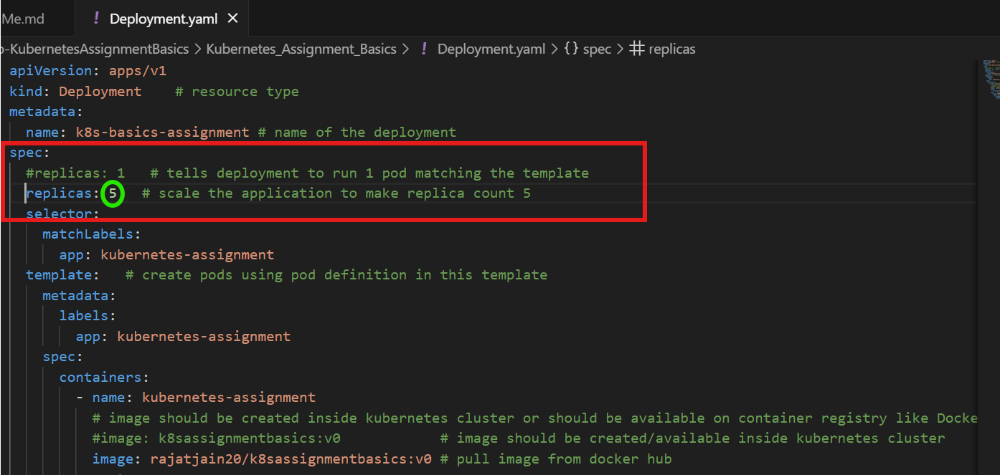 Me.md ! Deployment.yaml ×
-KubernetesAssignmentBasics > Kubernetes_Assignment_Basics > ! Deployment.yaml > {} spec > # replicas
apiVersion: apps/v1
kind: Deployment    # resource type
metadata:
  name: k8s-basics-assignment # name of the deployment
spec:
  #replicas: 1   # tells deployment to run 1 pod matching the template
  replicas: 5   # scale the application to make replica count 5
  selector:
    matchLabels:
      app: kubernetes-assignment
  template:   # create pods using pod definition in this template
    metadata:
      labels:
        app: kubernetes-assignment
    spec:
      containers:
        - name: kubernetes-assignment
          # image should be created inside kubernetes cluster or should be available on container registry like Docke
          #image: k8sassignmentbasics:v0            # image should be created/available inside kubernetes cluster
          image: rajatjain20/k8sassignmentbasics:v0 # pull image from docker hub